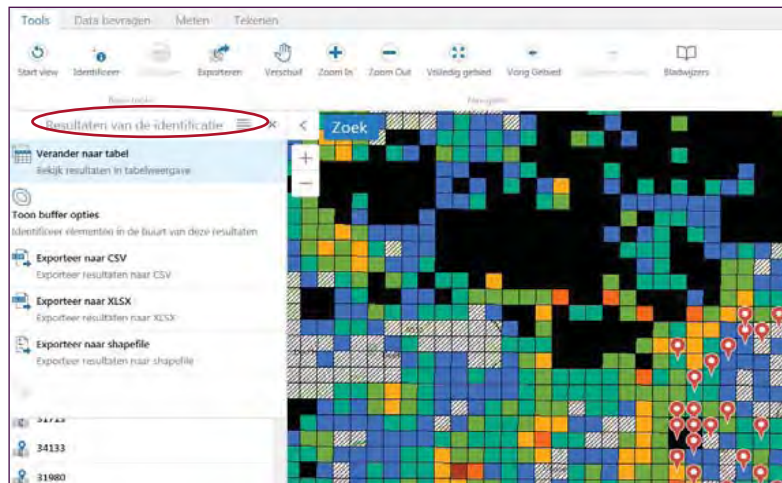 Tools Data bevragen Meten Tekenen
Start view Identificeer Exporteren Verschuif Zoom In Zoom Out Volledig gebied Vorig Gebied Bladwijzers
Resultaten van de identificatie
Zoek
Verander naar tabel
Bekijk resultaten in tabelweergave
Toon buffer opties
Identificeer elementen in de buurt van deze resultaten
Exporteer naar CSV
Exporteer resultaten naar CSV
Exporteer naar XLSX
Exporteer resultaten naar XLSX
Exporteer naar shapefile
Exporteer resultaten naar shapefile
31713
34133
31980